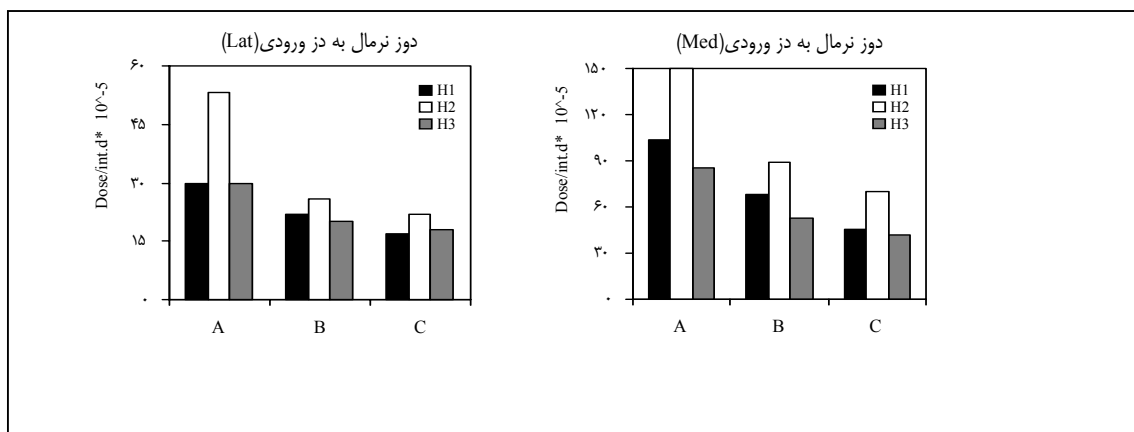 دوز نرمال به دز ورودی(Lat)
Dose/int.d* 10^-5
۶۰
۴۵
۳۰
۱۵
۰
H1
H2
H3
A B C
دوز نرمال به دز ورودی(Med)
Dose/int.d* 10^-5
۱۵۰
۱۲۰
۹۰
۶۰
۳۰
۰
H1
H2
H3
A B C